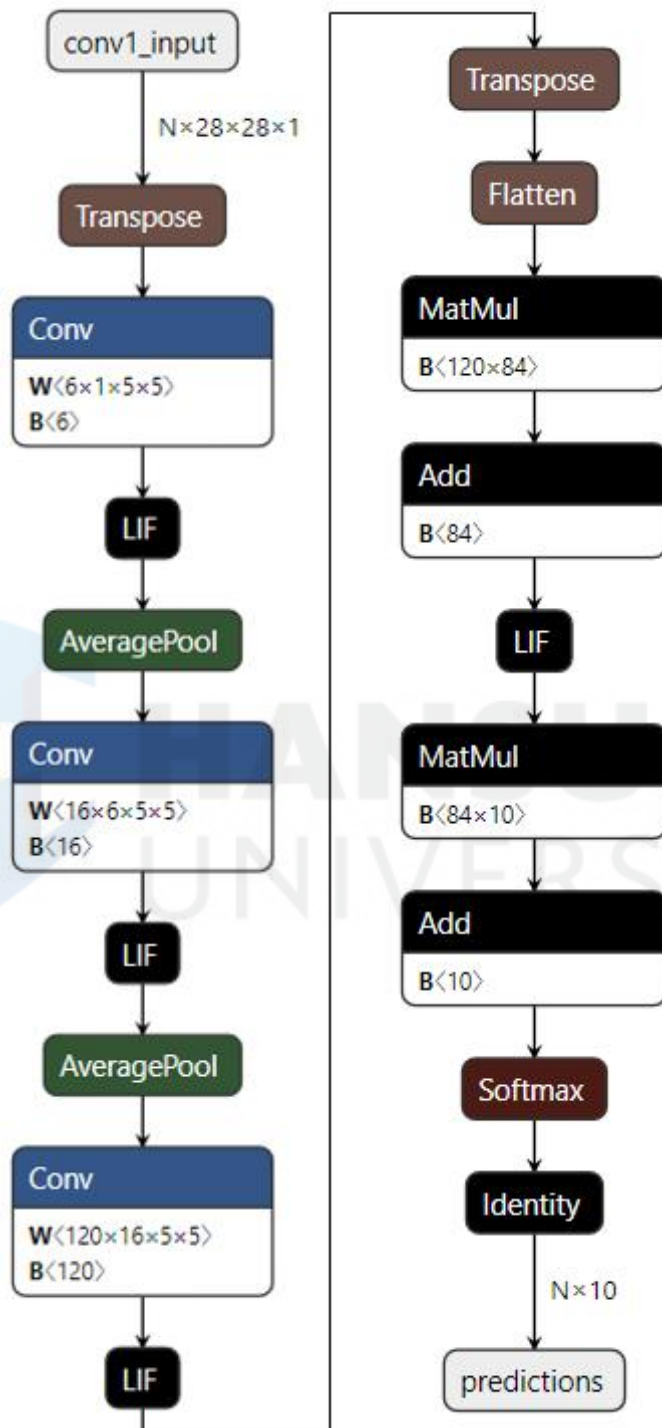 conv1_input
N×28×28×1
Transpose
Conv
W⟨6×1×5×5⟩
B⟨6⟩
LIF
AveragePool
Conv
W⟨16×6×5×5⟩
B⟨16⟩
LIF
AveragePool
Conv
W⟨120×16×5×5⟩
B⟨120⟩
LIF
Transpose
Flatten
MatMul
B⟨120×84⟩
Add
B⟨84⟩
LIF
MatMul
B⟨84×10⟩
Add
B⟨10⟩
Softmax
Identity
N×10
predictions